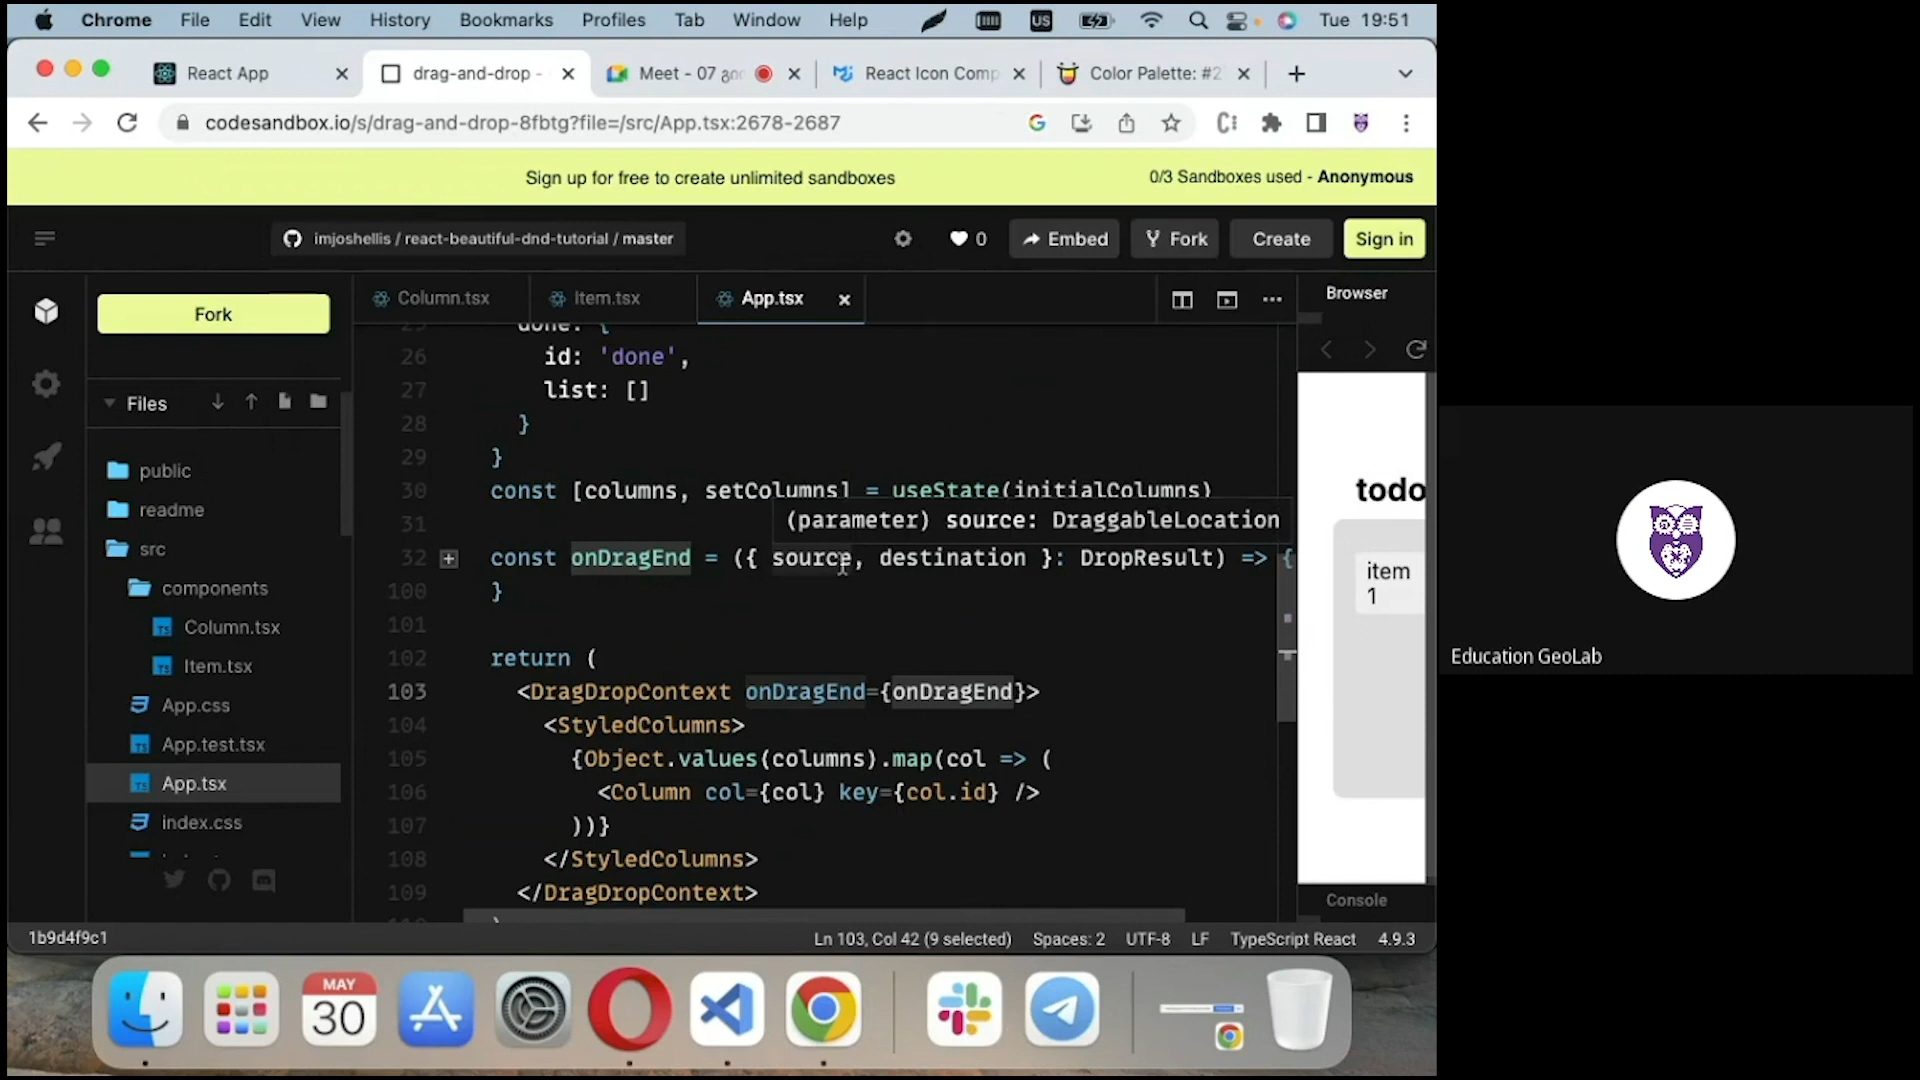 Chrome File Edit View History Bookmarks Profiles Tab Window Help US Tue 19:51
React App drag-and-drop - Meet - 07 React Icon Comp Color Palette: #2
codesandbox.io/s/drag-and-drop-8fbtg?file=/src/App.tsx:2678-2687
Sign up for free to create unlimited sandboxes 0/3 Sandboxes used - Anonymous
imjoshellis / react-beautiful-dnd-tutorial / master 0 Embed Fork Create Sign in
Fork Column.tsx Item.tsx App.tsx Browser
Files
public
readme
src
components
Column.tsx
Item.tsx
App.css
App.test.tsx
App.tsx
index.css
25 done: {
26 id: 'done',
27 list: []
28 }
29 }
30 const [columns, setColumns] = useState(initialColumns)
31
(parameter) source: DraggableLocation
32 const onDragEnd = ({ source, destination }: DropResult) => {
100 }
101
102 return (
103 <DragDropContext onDragEnd={onDragEnd}>
104 <StyledColumns>
105 {Object.values(columns).map(col => (
106 <Column col={col} key={col.id} />
107 ))}
108 </StyledColumns>
109 </DragDropContext>
110 )
todo
item
1
Console
1b9d4f9c1 Ln 103, Col 42 (9 selected) Spaces: 2 UTF-8 LF TypeScript React 4.9.3
MAY
30
Education GeoLab